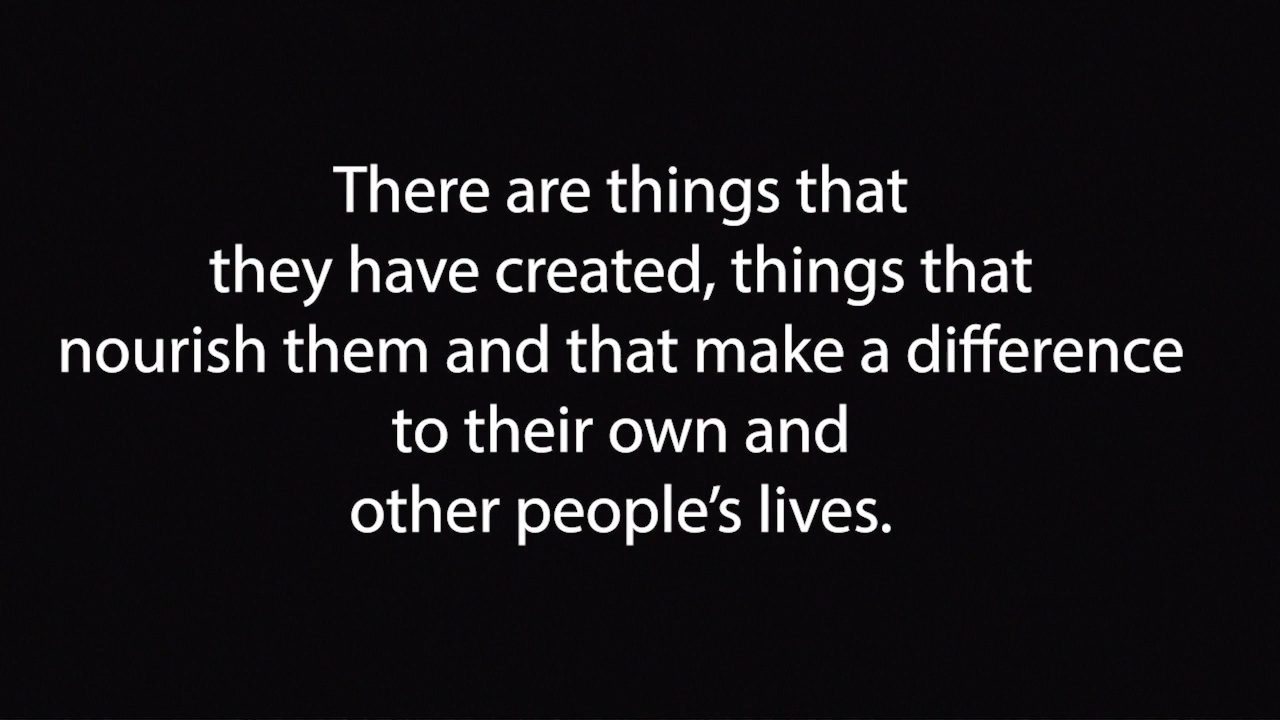 There are things that
they have created, things that
nourish them and that make a difference
to their own and
other people’s lives.